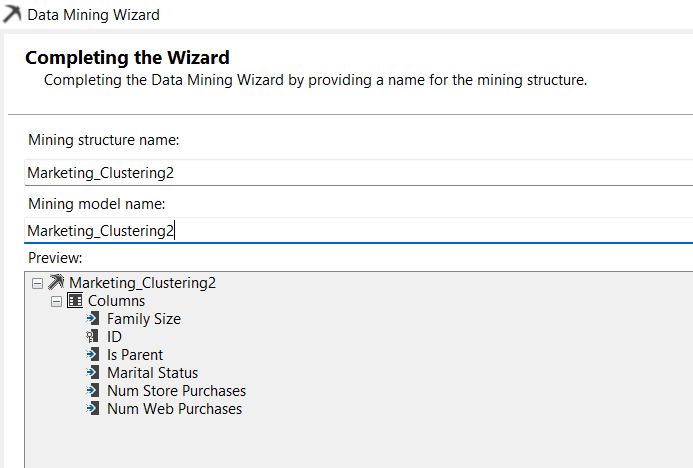 Data Mining Wizard
Completing the Wizard
Completing the Data Mining Wizard by providing a name for the mining structure.
Mining structure name:
Marketing_Clustering2
Mining model name:
Marketing_Clustering2
Preview:
Marketing_Clustering2
Columns
Family Size
ID
Is Parent
Marital Status
Num Store Purchases
Num Web Purchases